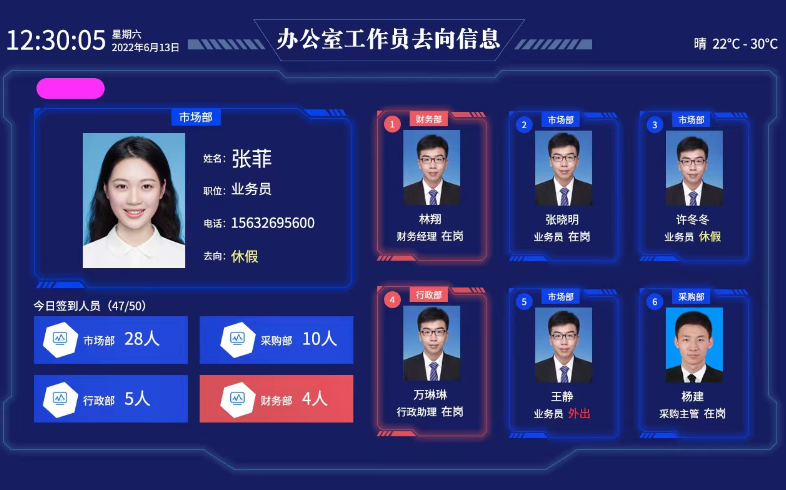 12:30:05
星期六
2022年6月13日
办公室工作员去向信息
晴 22°C - 30°C
市场部
姓名: 张菲
职位: 业务员
电话: 15632695600
去向: 休假
今日签到人员（47/50）
市场部 28人
采购部 10人
行政部 5人
财务部 4人
1
财务部
林翔
财务经理 在岗
2
市场部
张晓明
业务员 在岗
3
市场部
许冬冬
业务员 休假
4
行政部
万琳琳
行政助理 在岗
5
市场部
王静
业务员 外出
6
采购部
杨建
采购主管 在岗